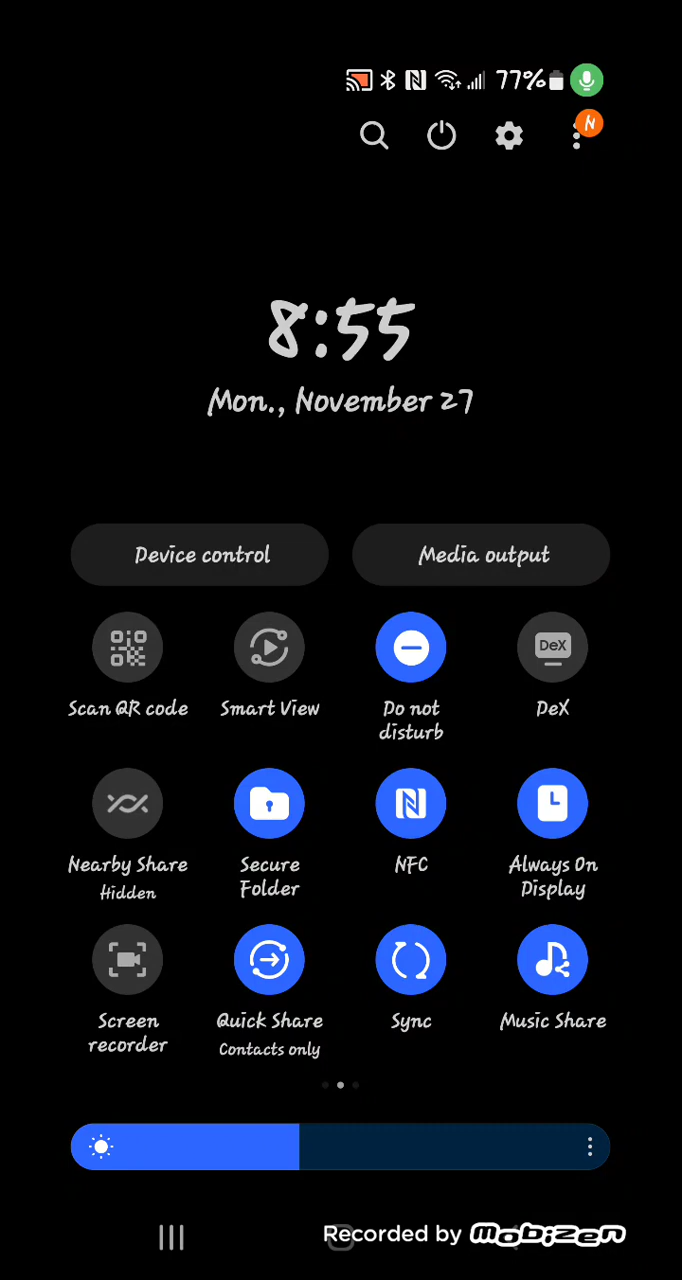 77%
N
8:55
Mon., November 27
Device control
Media output
Scan QR code
Smart View
Do not
disturb
DeX
DeX
Nearby Share
Hidden
Secure
Folder
NFC
Always On
Display
Screen
recorder
Quick Share
Contacts only
Sync
Music Share
Recorded by mobizen